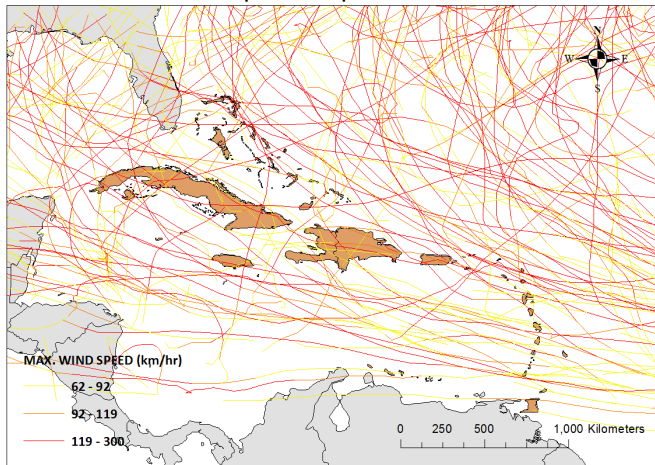 N
W E
S
MAX. WIND SPEED (km/hr)
62 - 92
92 - 119
119 - 300
0 250 500 1,000 Kilometers